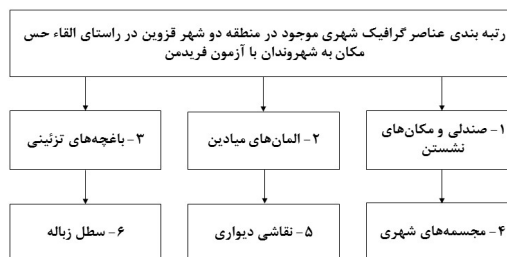 رتبه بندی عناصر گرافیک شهری موجود در منطقه دو شهر قزوین در راستای القاء حس
مکان به شهروندان با آزمون فریدمن
۱- صندلی و مکان‌های
نشستن
۲- المان‌های میادین
۳- باغچه‌های تزئینی
۴- مجسمه‌های شهری
۵- نقاشی دیواری
۶- سطل زباله